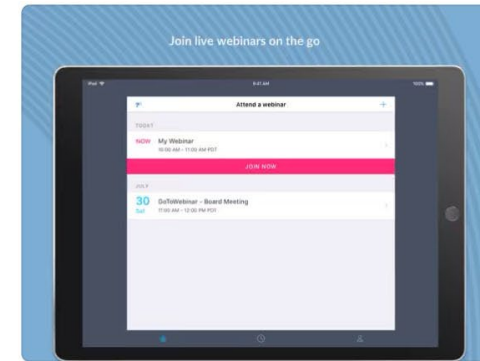 Join live webinars on the go
iPad
9:41 AM
100%
Attend a webinar
TODAY
NOW My Webinar
10:00 AM - 11:00 AM PDT
JOIN NOW
JULY
30 GoToWebinar - Board Meeting
Sat 11:00 AM - 12:00 PM PDT